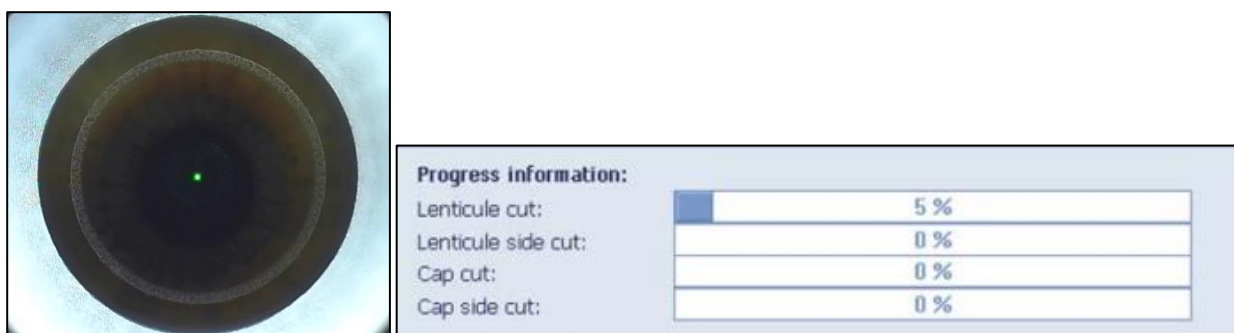 Progress information:
Lenticule cut: 5 %
Lenticule side cut: 0 %
Cap cut: 0 %
Cap side cut: 0 %